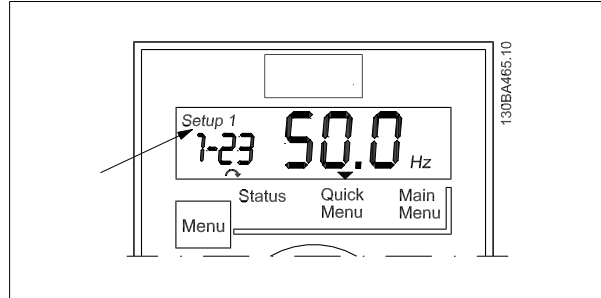 Setup 1
1-23 50.0 Hz
Status Quick Menu Main Menu
Menu
130BA465.10